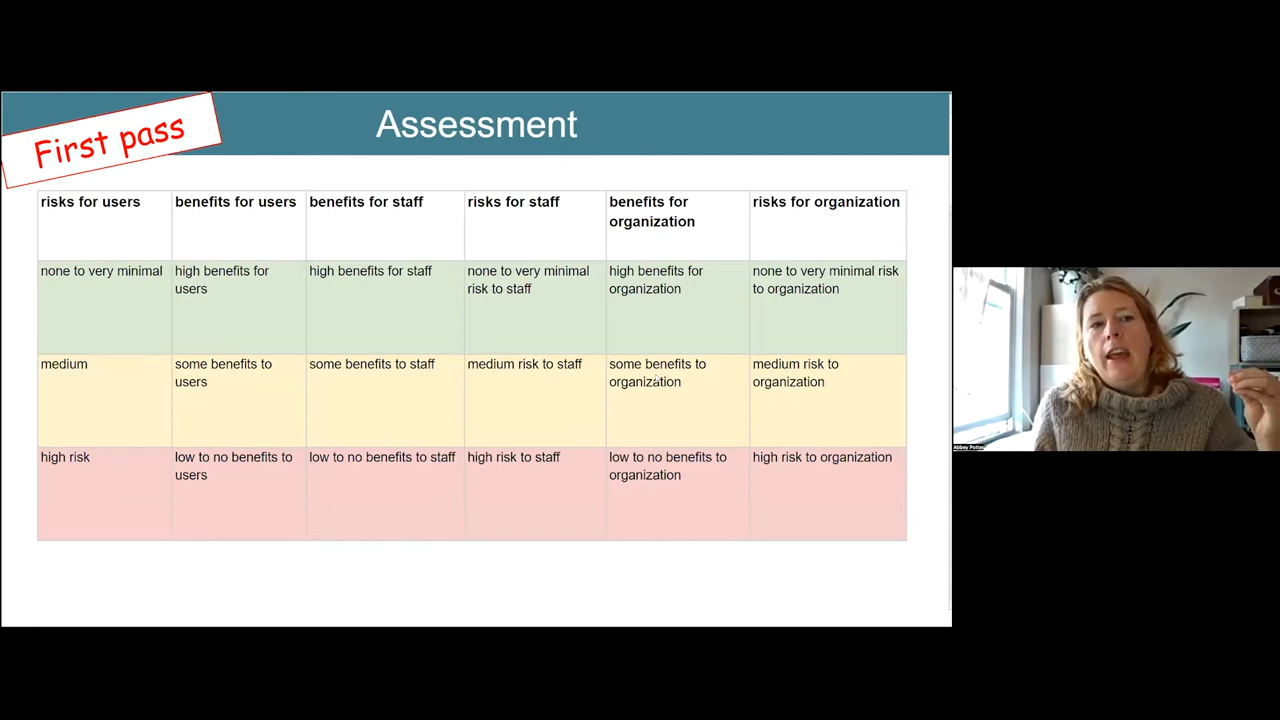 First pass
Assessment
risks for users
benefits for users
benefits for staff
risks for staff
benefits for
organization
risks for organization
none to very minimal
high benefits for
users
high benefits for staff
none to very minimal
risk to staff
high benefits for
organization
none to very minimal risk
to organization
medium
some benefits to
users
some benefits to staff
medium risk to staff
some benefits to
organization
medium risk to
organization
high risk
low to no benefits to
users
low to no benefits to staff
high risk to staff
low to no benefits to
organization
high risk to organization
Abbey Potter